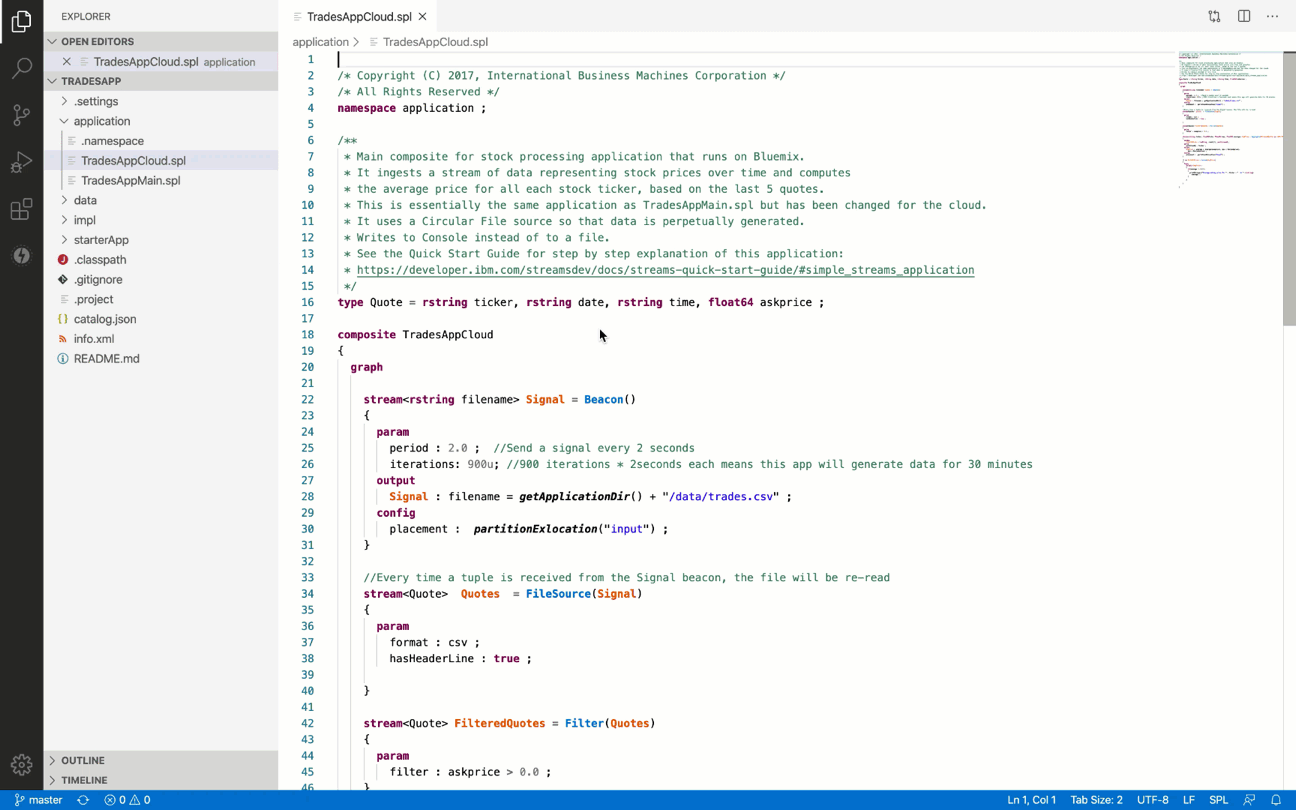 EXPLORER
OPEN EDITORS
TradesAppCloud.spl application
TRADESAPP
.settings
application
.namespace
TradesAppCloud.spl
TradesAppMain.spl
data
impl
starterApp
.classpath
.gitignore
.project
catalog.json
info.xml
README.md
OUTLINE
TIMELINE
TradesAppCloud.spl
application > TradesAppCloud.spl
1
2 /* Copyright (C) 2017, International Business Machines Corporation */
3 /* All Rights Reserved */
4 namespace application ;
5
6 /**
7 * Main composite for stock processing application that runs on Bluemix.
8 * It ingests a stream of data representing stock prices over time and computes
9 * the average price for all each stock ticker, based on the last 5 quotes.
10 * This is essentially the same application as TradesAppMain.spl but has been changed for the cloud.
11 * It uses a Circular File source so that data is perpetually generated.
12 * Writes to Console instead of to a file.
13 * See the Quick Start Guide for step by step explanation of this application:
14 * https://developer.ibm.com/streamsdev/docs/streams-quick-start-guide/#simple_streams_application
15 */
16 type Quote = rstring ticker, rstring date, rstring time, float64 askprice ;
17
18 composite TradesAppCloud
19 {
20 graph
21
22 stream<rstring filename> Signal = Beacon()
23 {
24 param
25 period : 2.0 ; //Send a signal every 2 seconds
26 iterations: 900u; //900 iterations * 2seconds each means this app will generate data for 30 minutes
27 output
28 Signal : filename = getApplicationDir() + "/data/trades.csv" ;
29 config
30 placement : partitionExlocation("input") ;
31 }
32
33 //Every time a tuple is received from the Signal beacon, the file will be re-read
34 stream<Quote> Quotes = FileSource(Signal)
35 {
36 param
37 format : csv ;
38 hasHeaderLine : true ;
39
40 }
41
42 stream<Quote> FilteredQuotes = Filter(Quotes)
43 {
44 param
45 filter : askprice > 0.0 ;
46 }
master 0 0 Ln 1, Col 1 Tab Size: 2 UTF-8 LF SPL